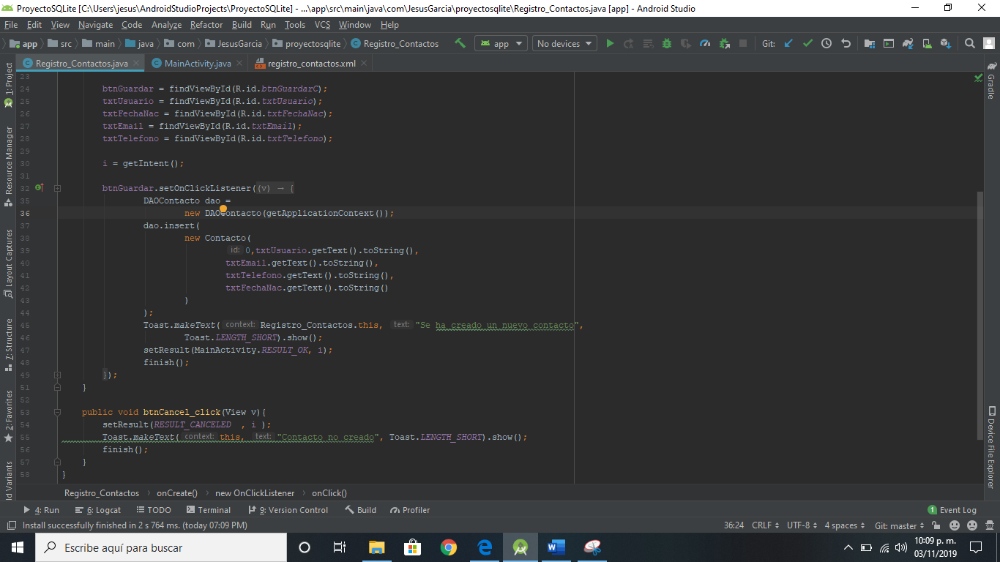 ProyectoSQLite [C:\Users\jesus\AndroidStudioProjects\ProyectoSQLite] - ...\app\src\main\java\com\JesusGarcia\proyectosqlite\Registro_Contactos.java [app] - Android Studio
File Edit View Navigate Code Analyze Refactor Build Run Tools VCS Window Help
app src main java com JesusGarcia proyectosqlite Registro_Contactos app No devices Git:
Registro_Contactos.java MainActivity.java registro_contactos.xml
1: Project
Resource Manager
Layout Captures
7: Structure
2: Favorites
ld Variants
Gradle
Device File Explorer
23
24 btnGuardar = findViewById(R.id.btnGuardarC);
25 txtUsuario = findViewById(R.id.txtUsuario);
26 txtFechaNac = findViewById(R.id.txtFechaNac);
27 txtEmail = findViewById(R.id.txtEmail);
28 txtTelefono = findViewById(R.id.txtTelefono);
29
30 i = getIntent();
31
32 btnGuardar.setOnClickListener((v) → {
35 DAOContacto dao =
36 new DAOContacto(getApplicationContext());
37 dao.insert(
38 new Contacto(
39 id: 0,txtUsuario.getText().toString(),
40 txtEmail.getText().toString(),
41 txtTelefono.getText().toString(),
42 txtFechaNac.getText().toString()
43 )
44 );
45 Toast.makeText( context: Registro_Contactos.this, text: "Se ha creado un nuevo contacto",
46 Toast.LENGTH_SHORT).show();
47 setResult(MainActivity.RESULT_OK, i);
48 finish();
49 });
51 }
52
53 public void btnCancel_click(View v){
54 setResult(RESULT_CANCELED , i );
55 Toast.makeText( context: this, text: "Contacto no creado", Toast.LENGTH_SHORT).show();
56 finish();
57 }
58 }
Registro_Contactos onCreate() new OnClickListener onClick()
4: Run 6: Logcat TODO Terminal 9: Version Control Build Profiler 1 Event Log
Install successfully finished in 2 s 764 ms. (today 07:09 PM) 36:24 CRLF UTF-8 4 spaces Git: master
Escribe aquí para buscar
10:09 p. m.
03/11/2019